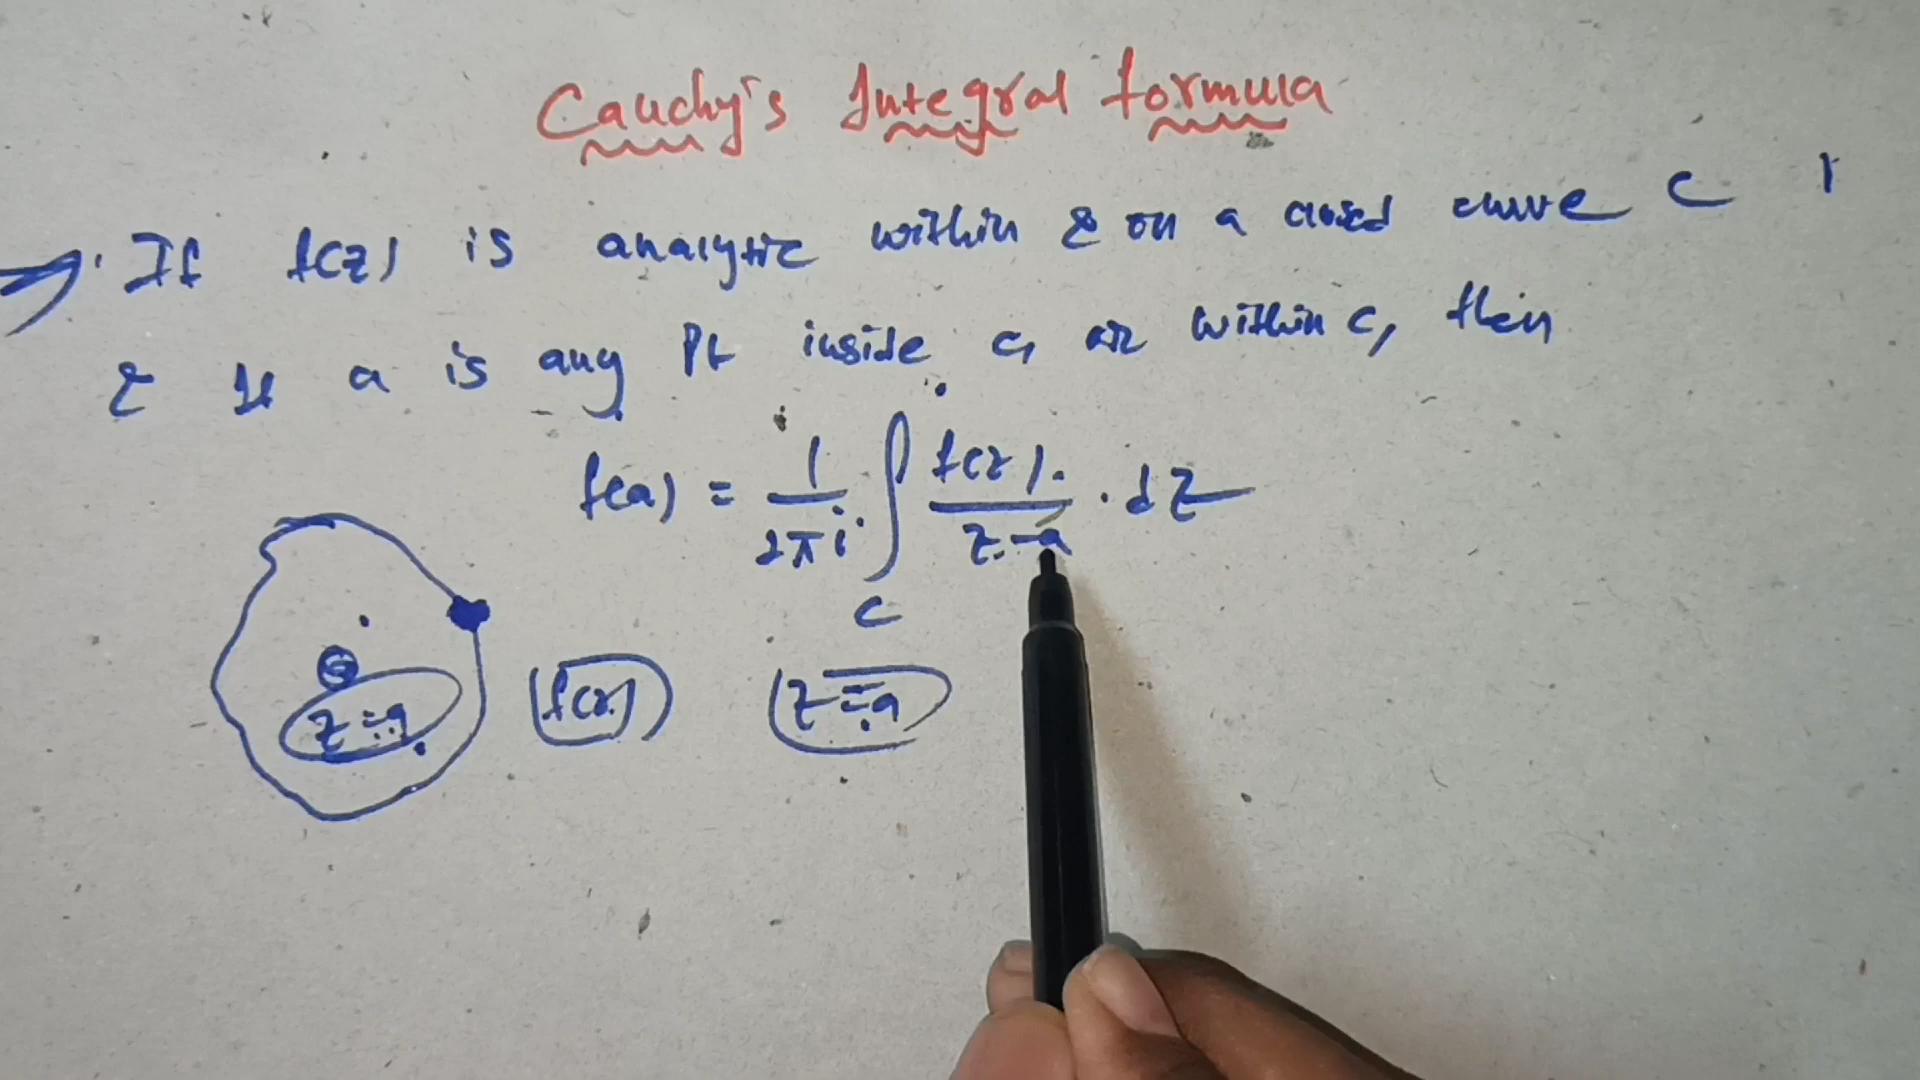 Cauchy's Integral formula
⇒ If f(z) is analytic within & on a closed curve C
& If a is any Pt inside C, or within C, then
f(a) = 1/2πi ∫_C f(z)/z-a . dz
z=a f(z) z=a